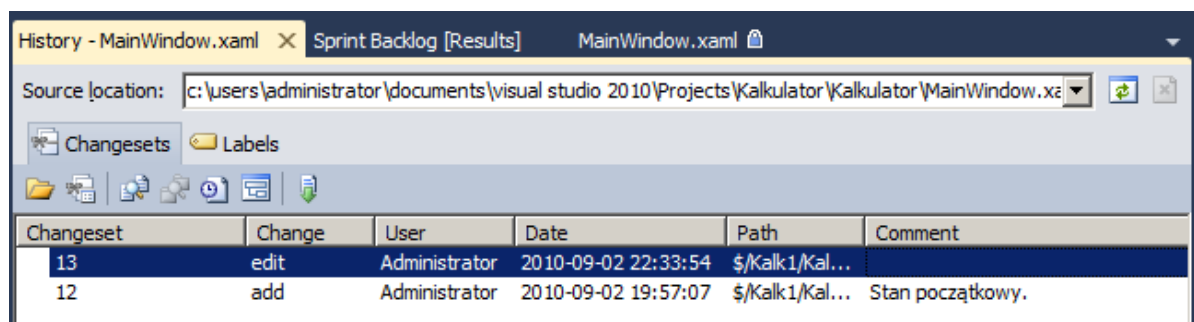 History - MainWindow.xaml Sprint Backlog [Results] MainWindow.xaml
Source location: c:\users\administrator\documents\visual studio 2010\Projects\Kalkulator\Kalkulator\MainWindow.xa
Changesets Labels
Changeset Change User Date Path Comment
13 edit Administrator 2010-09-02 22:33:54 $/Kalk1/Kal...
12 add Administrator 2010-09-02 19:57:07 $/Kalk1/Kal... Stan początkowy.